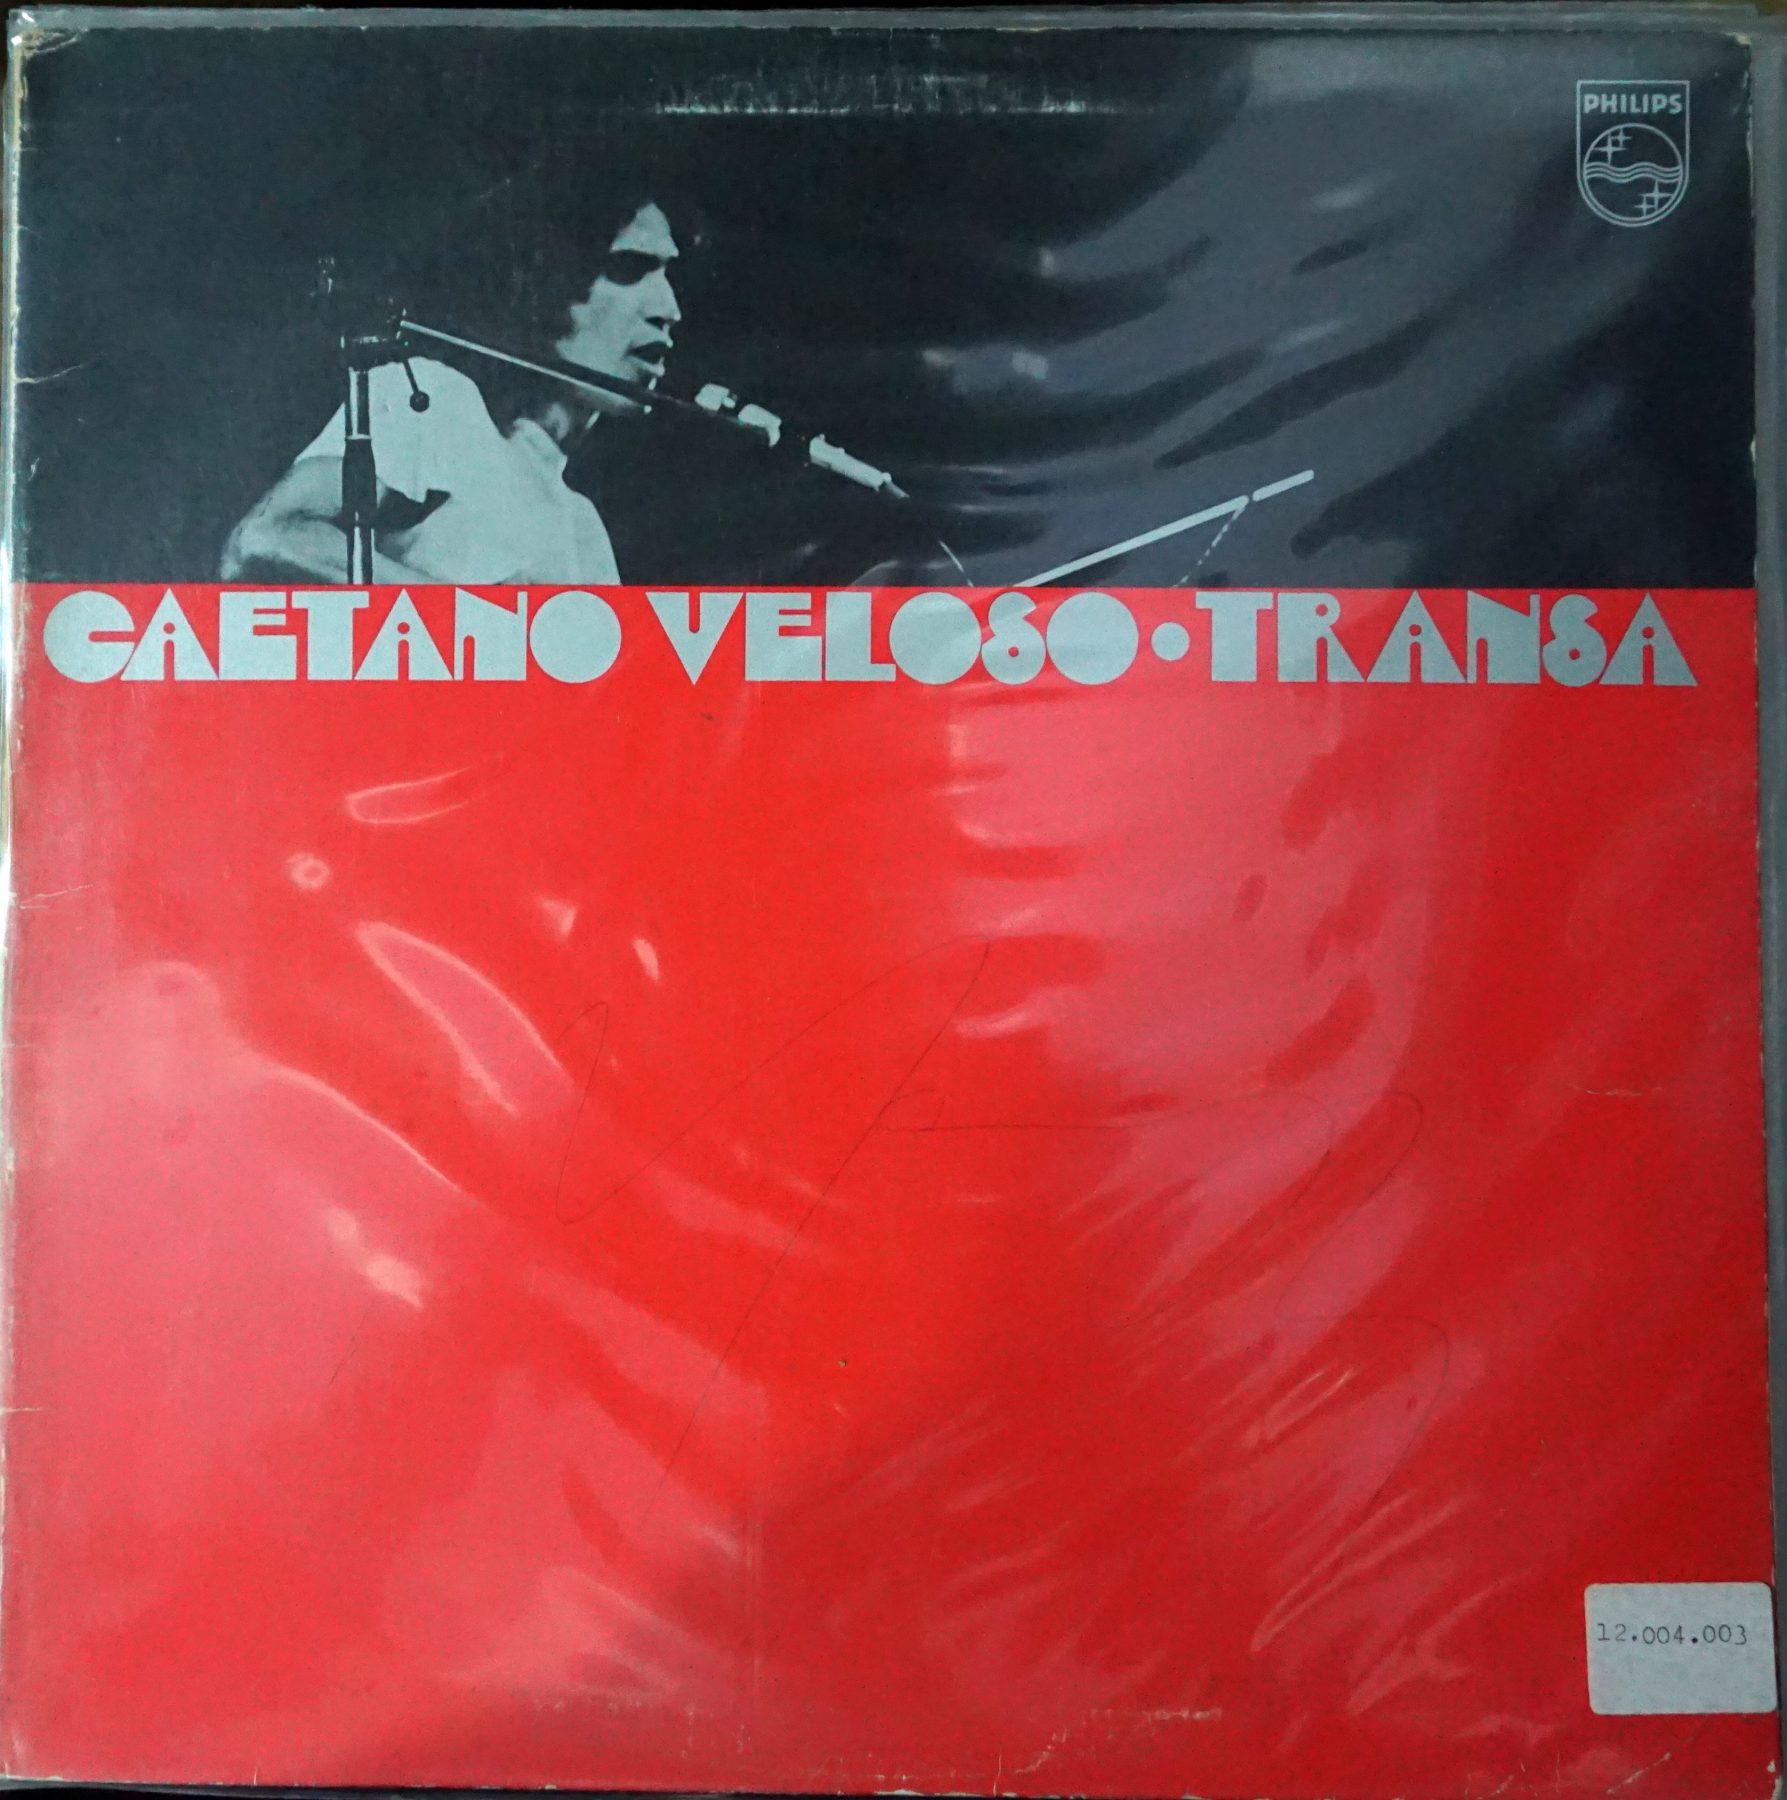 PHILIPS
CAETANO VELOSO • TRANSA
12.004.003